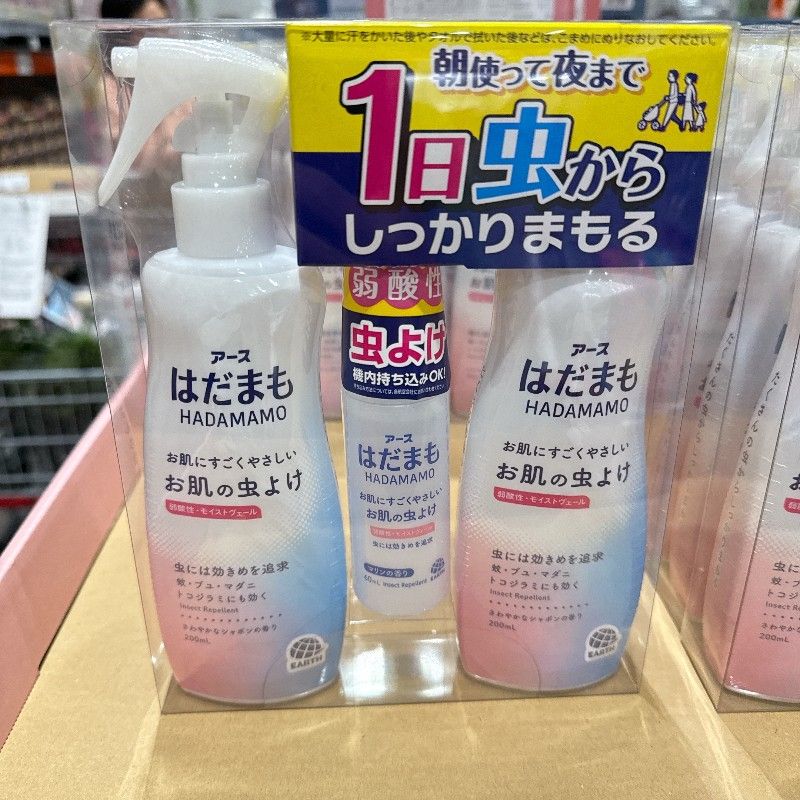 ※大量に汗をかいた後やタオルで拭いた後などは、こまめにぬりなおしてください。
朝使って夜まで
1日虫から
しっかりまもる
アース
はだまも
HADAMAMO
お肌にすごくやさしい
お肌の虫よけ
弱酸性・モイストヴェール
虫には効きめを追求
蚊・ブユ・マダニ
トコジラミにも効く
Insect Repellent
さわやかなシャボンの香り
200mL
EARTH
弱酸性
虫よけ
機内持ち込みOK!
アース
はだまも
HADAMAMO
お肌にすごくやさしい
お肌の虫よけ
弱酸性・モイストヴェール
虫には効きめを追求
マリンの香り
60mL Insect Repellent
EARTH
アース
はだまも
HADAMAMO
お肌にすごくやさしい
お肌の虫よけ
弱酸性・モイストヴェール
虫には効きめを追求
蚊・ブユ・マダニ
トコジラミにも効く
Insect Repellent
さわやかなシャボンの香り
200mL
EARTH